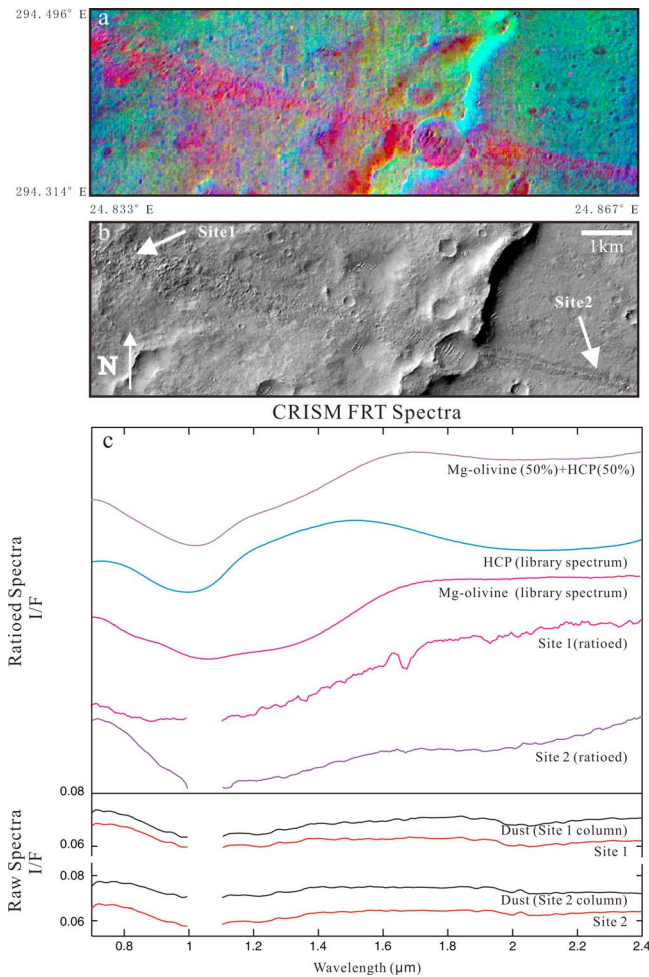 294.496° E
a
294.314° E
24.833° E
24.867° E
b
Site1
1km
Site2
N
CRISM FRT Spectra
c
Mg-olivine (50%)+HCP(50%)
HCP (library spectrum)
Mg-olivine (library spectrum)
Site 1(ratioed)
Site 2 (ratioed)
Ratioed Spectra
I/F
0.08
Dust (Site 1 column)
0.06
Site 1
0.08
Dust (Site 2 column)
0.06
Site 2
Raw Spectra
I/F
0.8 1 1.2 1.4 1.6 1.8 2 2.2 2.4
Wavelength (μm)